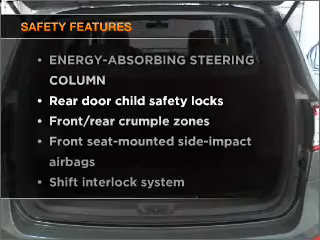 SAFETY FEATURES
• ENERGY-ABSORBING STEERING
COLUMN
• Rear door child safety locks
• Front/rear crumple zones
• Front seat-mounted side-impact
airbags
• Shift interlock system